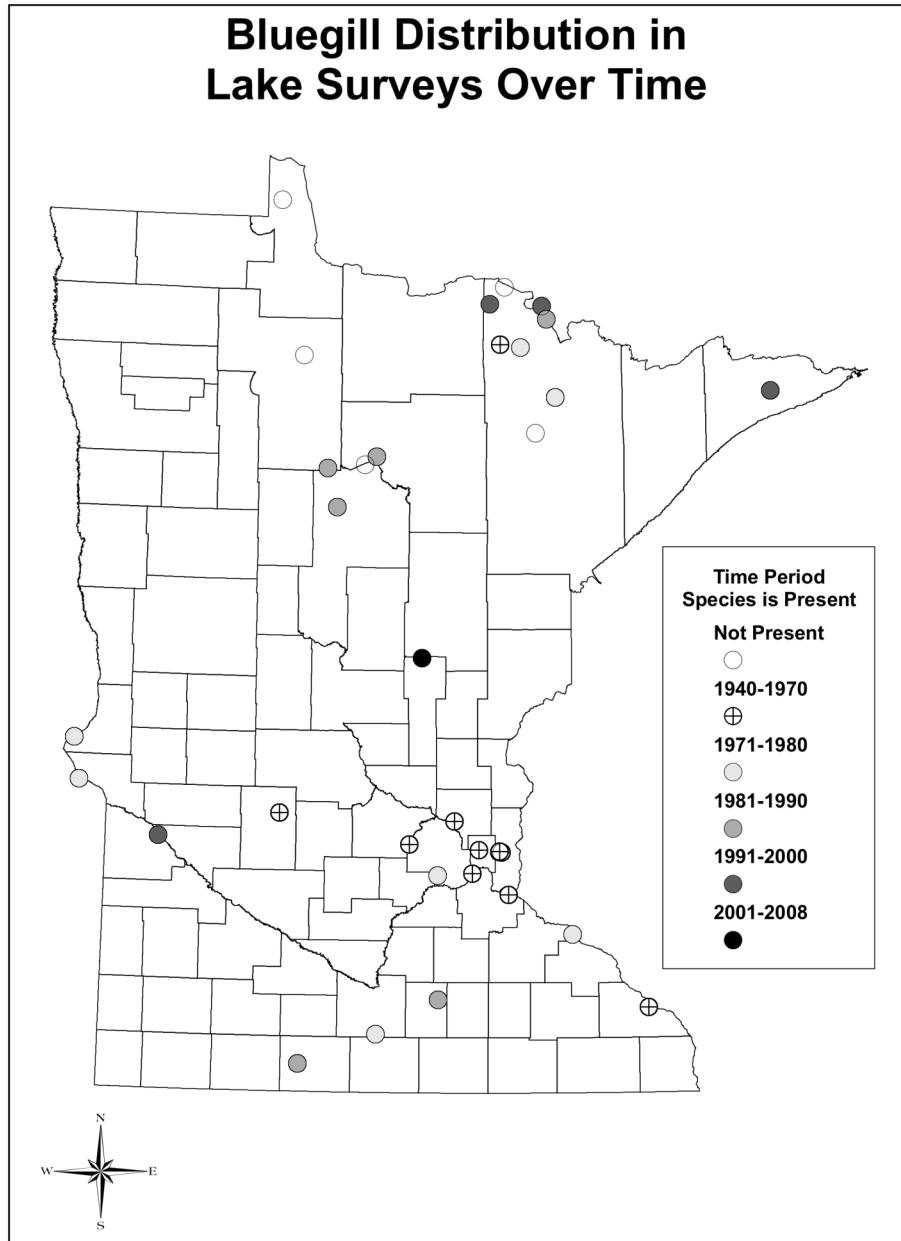 Bluegill Distribution in
Lake Surveys Over Time
Time Period
Species is Present
Not Present
1940-1970
1971-1980
1981-1990
1991-2000
2001-2008
N
W E
S